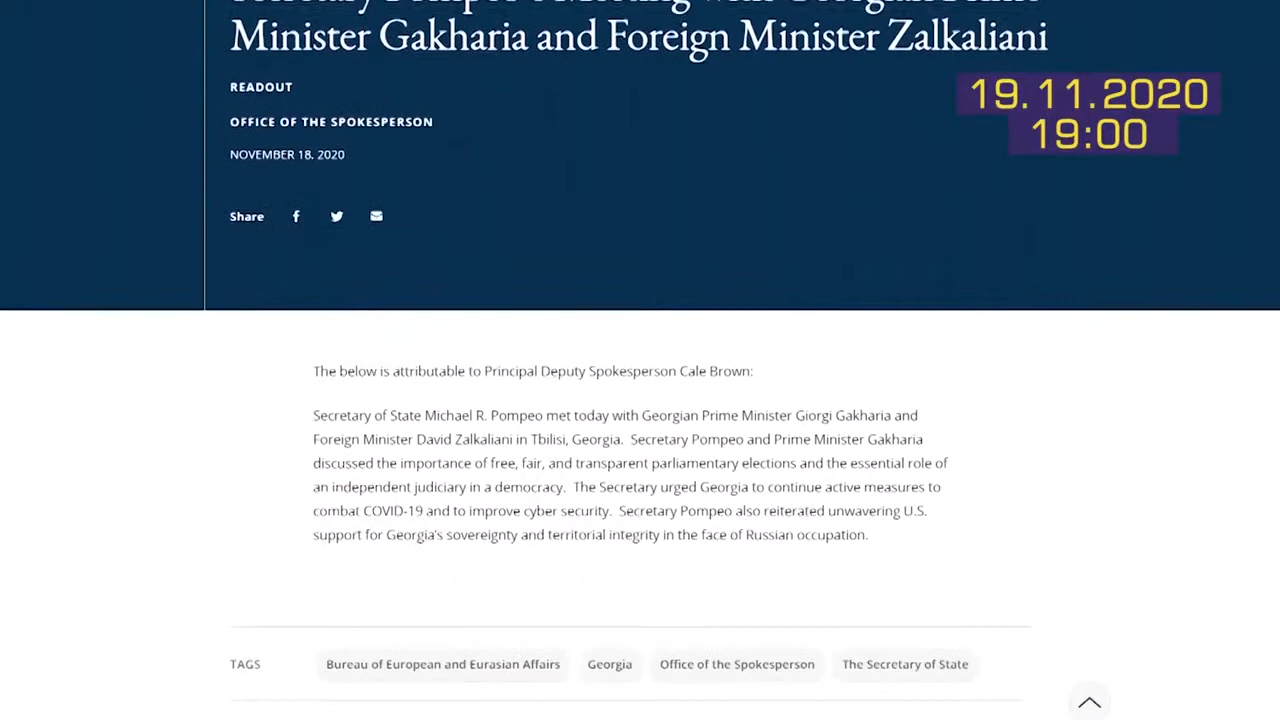 Minister Gakharia and Foreign Minister Zalkaliani
READOUT
19.11.2020
19:00
OFFICE OF THE SPOKESPERSON
NOVEMBER 18, 2020
Share
The below is attributable to Principal Deputy Spokesperson Cale Brown:
Secretary of State Michael R. Pompeo met today with Georgian Prime Minister Giorgi Gakharia and
Foreign Minister David Zalkaliani in Tbilisi, Georgia. Secretary Pompeo and Prime Minister Gakharia
discussed the importance of free, fair, and transparent parliamentary elections and the essential role of
an independent judiciary in a democracy. The Secretary urged Georgia to continue active measures to
combat COVID-19 and to improve cyber security. Secretary Pompeo also reiterated unwavering U.S.
support for Georgia's sovereignty and territorial integrity in the face of Russian occupation.
TAGS Bureau of European and Eurasian Affairs Georgia Office of the Spokesperson The Secretary of State